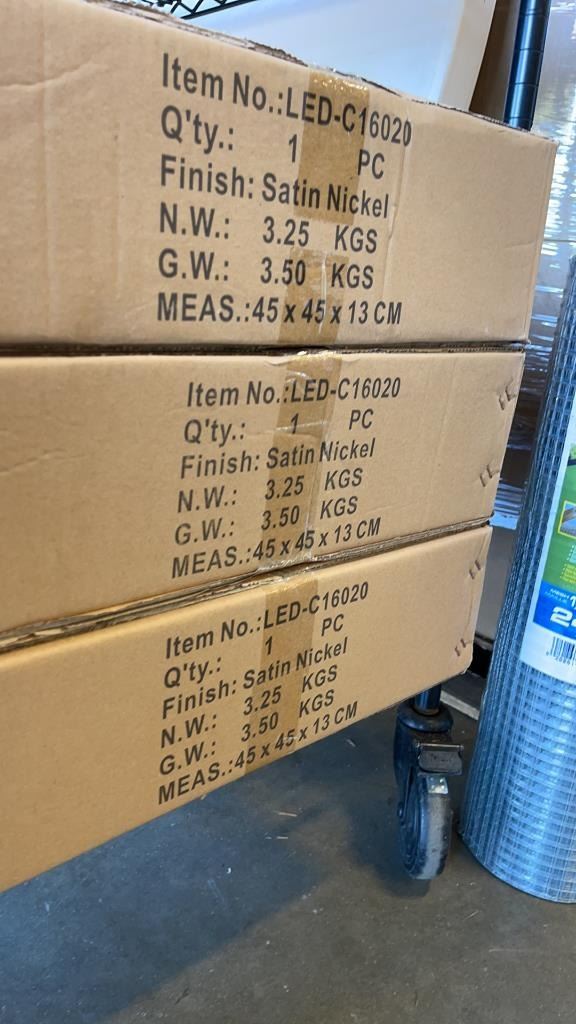 Item No.:LED-C16020
Q'ty.: 1 PC
Finish: Satin Nickel
N.W.: 3.25 KGS
G.W.: 3.50 KGS
MEAS.:45 x 45 x 13 CM
Item No.:LED-C16020
Q'ty.: 1 PC
Finish: Satin Nickel
N.W.: 3.25 KGS
G.W.: 3.50 KGS
MEAS.:45 x 45 x 13 CM
Item No.:LED-C16020
Q'ty.: 1 PC
Finish: Satin Nickel
N.W.: 3.25 KGS
G.W.: 3.50 KGS
MEAS.:45 x 45 x 13 CM